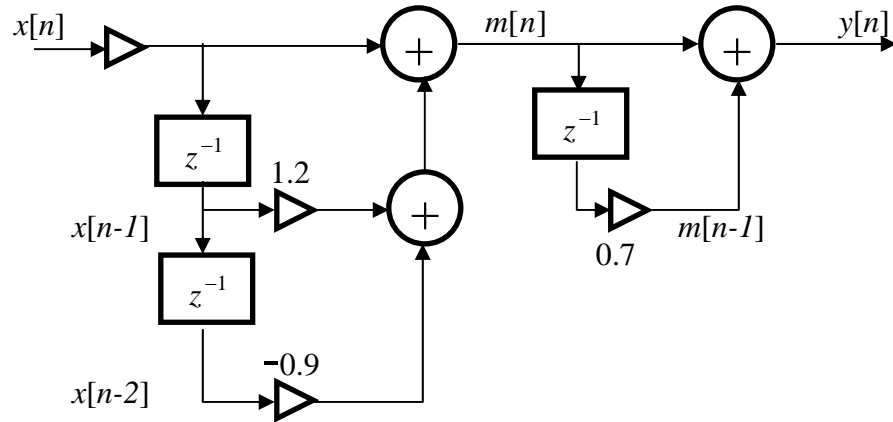 x[n]
+
m[n]
+
y[n]
z⁻¹
z⁻¹
1.2
+
x[n-1]
0.7
m[n-1]
z⁻¹
−0.9
x[n-2]